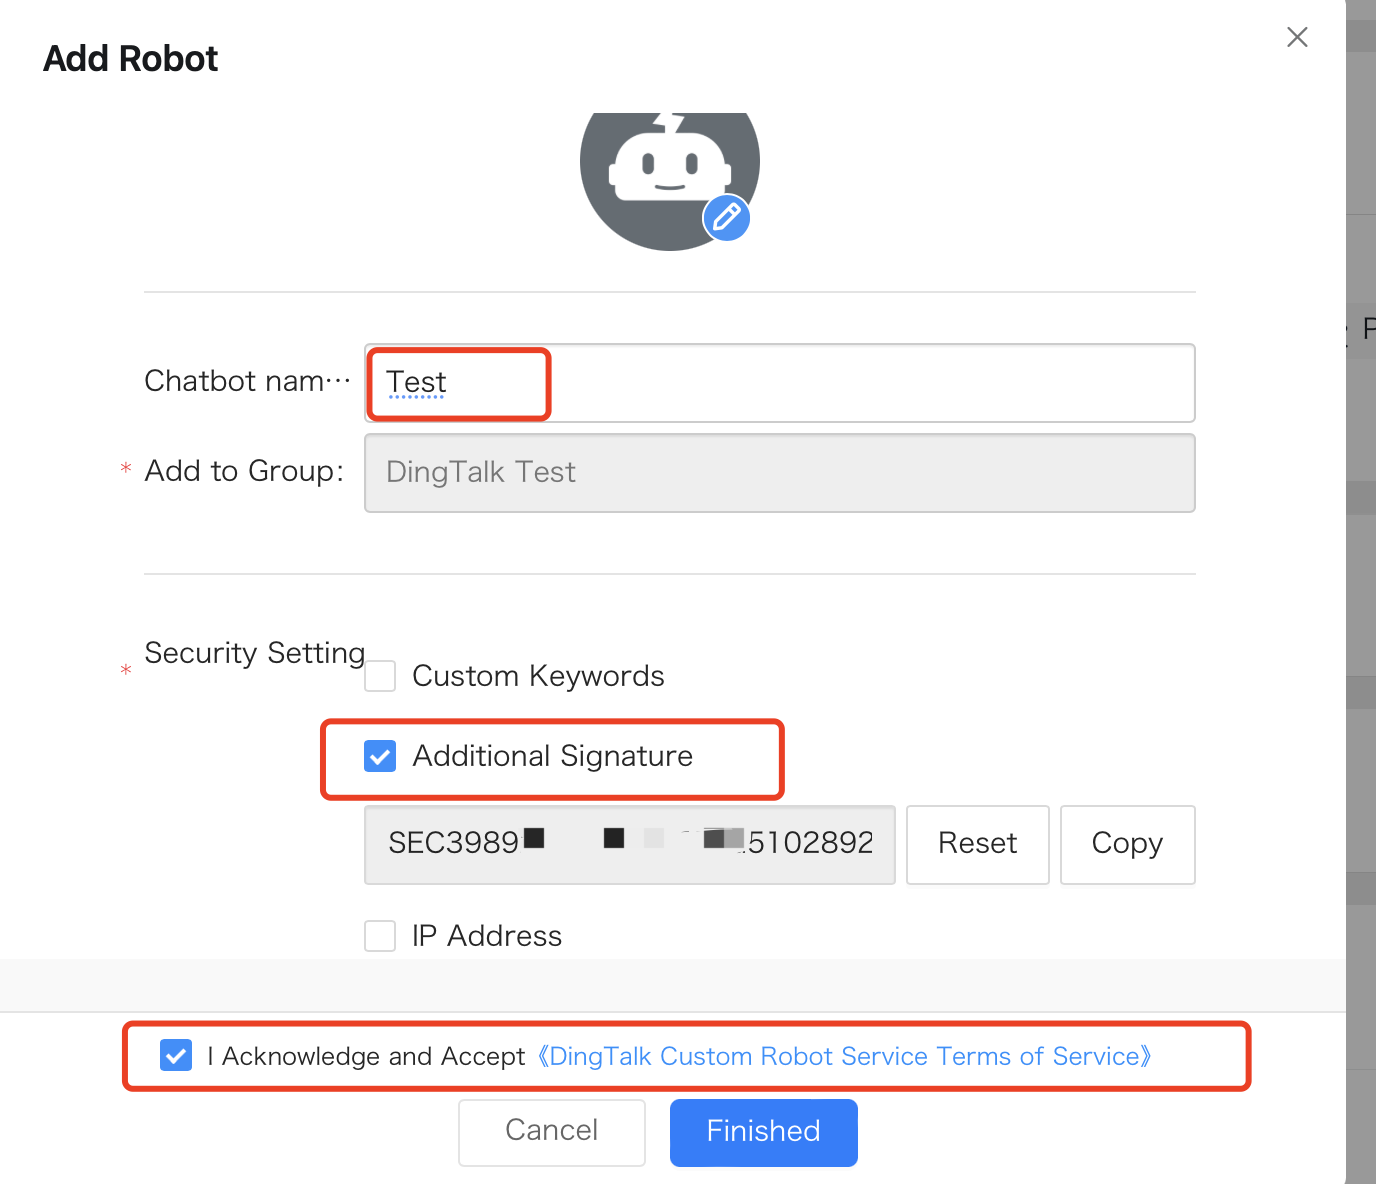 Add Robot
Chatbot nam···
Test
* Add to Group:
DingTalk Test
* Security Setting
Custom Keywords
Additional Signature
SEC3989 5102892
Reset
Copy
IP Address
I Acknowledge and Accept 《DingTalk Custom Robot Service Terms of Service》
Cancel
Finished